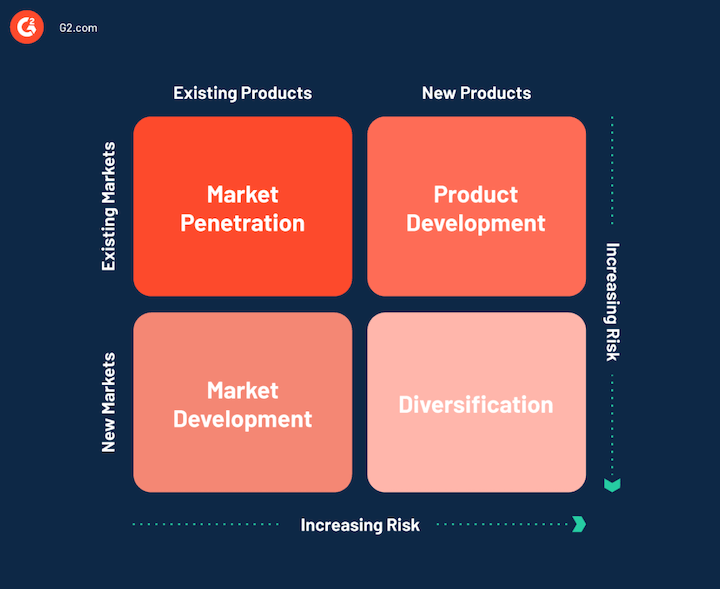 G2
G2.com
Existing Products
New Products
Existing Markets
Market
Penetration
Product
Development
Increasing Risk
New Markets
Market
Development
Diversification
Increasing Risk